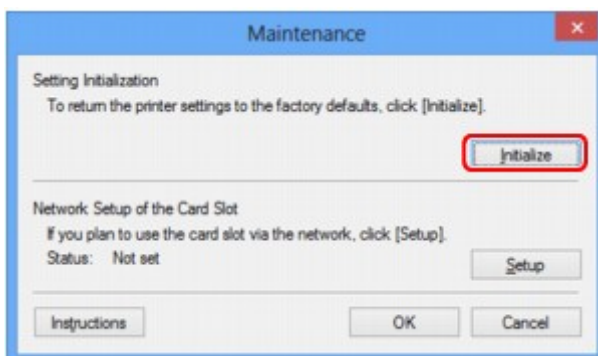 Maintenance
Setting Initialization
To return the printer settings to the factory defaults, click [Initialize].
Initialize
Network Setup of the Card Slot
If you plan to use the card slot via the network, click [Setup].
Status: Not set
Setup
Instructions OK Cancel